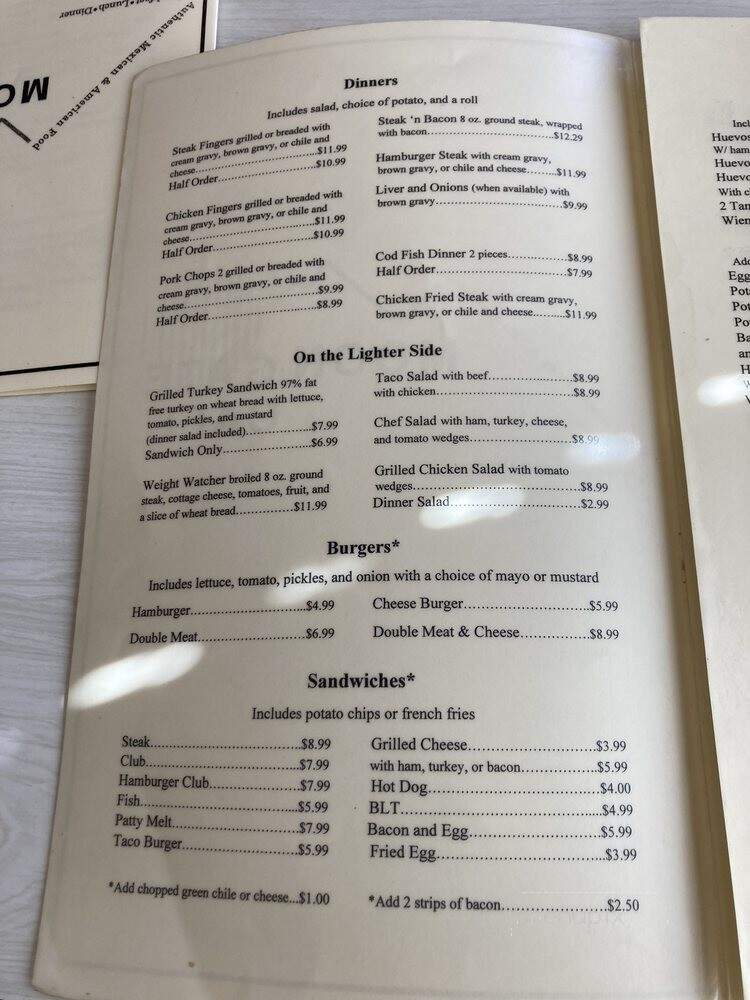 Lunch•Dinner
Authentic Mexican & American Food
MO
Dinners
Includes salad, choice of potato, and a roll
Steak Fingers grilled or breaded with
cream gravy, brown gravy, or chile and
cheese.................................$11.99
Half Order.........................$10.99
Chicken Fingers grilled or breaded with
cream gravy, brown gravy, or chile and
cheese.................................$11.99
Half Order.........................$10.99
Pork Chops 2 grilled or breaded with
cream gravy, brown gravy, or chile and
cheese.................................$9.99
Half Order...........................$8.99
Steak ‘n Bacon 8 oz. ground steak, wrapped
with bacon...............................$12.29
Hamburger Steak with cream gravy,
brown gravy, or chile and cheese........$11.99
Liver and Onions (when available) with
brown gravy................................$9.99
Cod Fish Dinner 2 pieces...............$8.99
Half Order..................................$7.99
Chicken Fried Steak with cream gravy,
brown gravy, or chile and cheese.........$11.99
On the Lighter Side
Grilled Turkey Sandwich 97% fat
free turkey on wheat bread with lettuce,
tomato, pickles, and mustard
(dinner salad included)..................$7.99
Sandwich Only.......................$6.99
Weight Watcher broiled 8 oz. ground
steak, cottage cheese, tomatoes, fruit, and
a slice of wheat bread...............$11.99
Taco Salad with beef.....................$8.99
with chicken................................$8.99
Chef Salad with ham, turkey, cheese,
and tomato wedges..........................$8.99
Grilled Chicken Salad with tomato
wedges...........................................$8.99
Dinner Salad.................................$2.99
Burgers*
Includes lettuce, tomato, pickles, and onion with a choice of mayo or mustard
Hamburger.............................$4.99
Double Meat...........................$6.99
Cheese Burger..............................$5.99
Double Meat & Cheese...............$8.99
Sandwiches*
Includes potato chips or french fries
Steak.......................................$8.99
Club........................................$7.99
Hamburger Club......................$7.99
Fish.........................................$5.99
Patty Melt................................$7.99
Taco Burger.............................$5.99
Grilled Cheese............................$3.99
with ham, turkey, or bacon................$5.99
Hot Dog.....................................$4.00
BLT...........................................$4.99
Bacon and Egg............................$5.99
Fried Egg...................................$3.99
*Add chopped green chile or cheese...$1.00
*Add 2 strips of bacon......................$2.50
Huevo
W/ ham
Huevo
Huevo
2 Tan